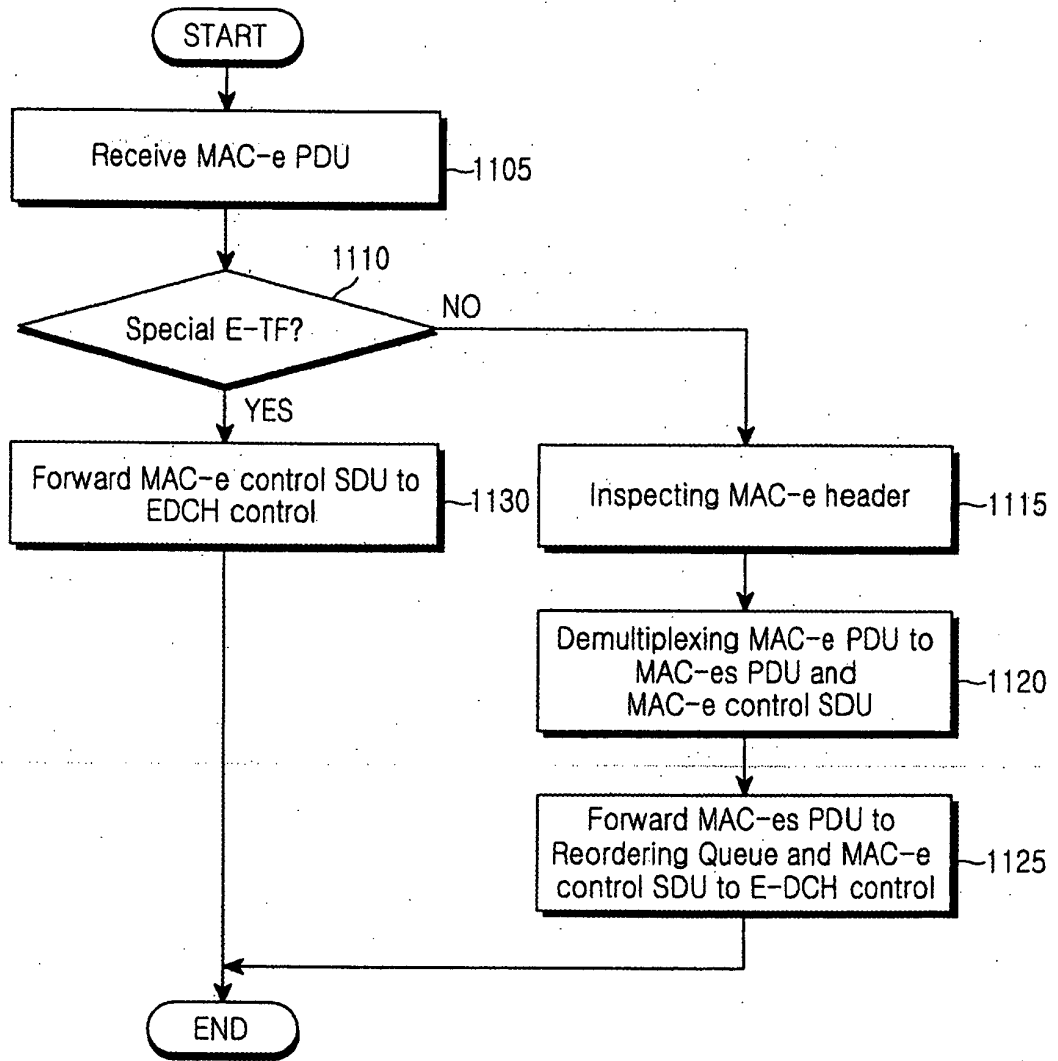 START
Receive MAC-e PDU
1105
1110
Special E-TF?
NO
YES
Forward MAC-e control SDU to
EDCH control
1130
Inspecting MAC-e header
1115
Demultiplexing MAC-e PDU to
MAC-es PDU and
MAC-e control SDU
1120
Forward MAC-es PDU to
Reordering Queue and MAC-e
control SDU to E-DCH control
1125
END